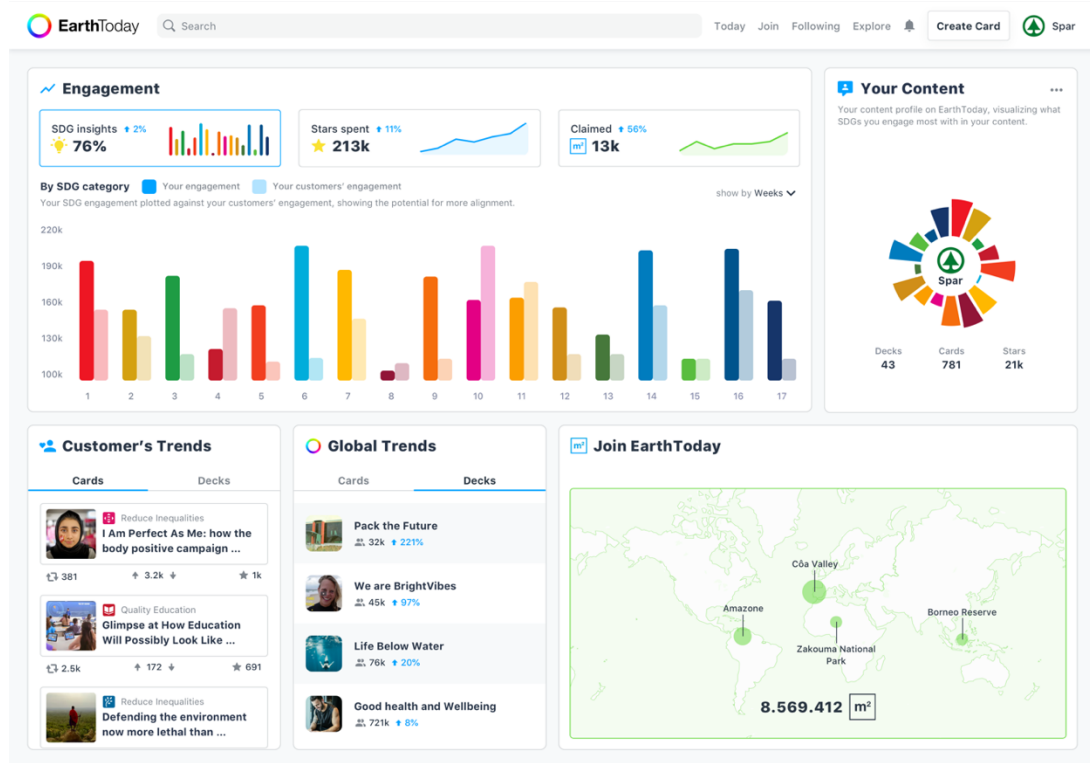 EarthToday
Search
Today Join Following Explore Create Card Spar
Engagement
SDG insights 2%
76%
Stars spent 11%
213k
Claimed 56%
m² 13k
By SDG category Your engagement Your customers' engagement
Your SDG engagement plotted against your customers' engagement, showing the potential for more alignment.
show by Weeks
220k
190k
160k
130k
100k
1 2 3 4 5 6 7 8 9 10 11 12 13 14 15 16 17
Your Content
Your content profile on EarthToday, visualizing what
SDGs you engage most with in your content.
Spar
Decks Cards Stars
43 781 21k
Customer's Trends
Cards Decks
Reduce Inequalities
I Am Perfect As Me: how the
body positive campaign ...
381 3.2k 1k
Quality Education
Glimpse at How Education
Will Possibly Look Like ...
2.5k 172 691
Reduce Inequalities
Defending the environment
now more lethal than ...
Global Trends
Cards Decks
Pack the Future
32k 221%
We are BrightVibes
45k 97%
Life Below Water
76k 20%
Good health and Wellbeing
721k 8%
m² Join EarthToday
Côa Valley
Amazone
Borneo Reserve
Zakouma National
Park
8.569.412 m²